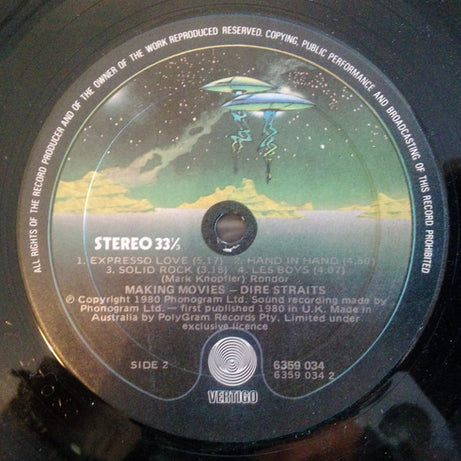 ALL RIGHTS OF THE RECORD PRODUCER AND OF THE OWNER OF THE WORK REPRODUCED RESERVED. COPYING, PUBLIC PERFORMANCE AND BROADCASTING OF THIS RECORD PROHIBITED
STEREO 33⅓
1. EXPRESSO LOVE (5.17) 2. HAND IN HAND (4.50)
3. SOLID ROCK (3.18) 4. LES BOYS (4.07)
(Mark Knopfler) Rondor
MAKING MOVIES – DIRE STRAITS
Ⓟ Copyright 1980 Phonogram Ltd. Sound recording made by
Phonogram Ltd. — first published 1980 in U.K. Made in
Australia by PolyGram Records Pty. Limited under
exclusive licence
SIDE 2
6359 034
6359 034 2
VERTIGO